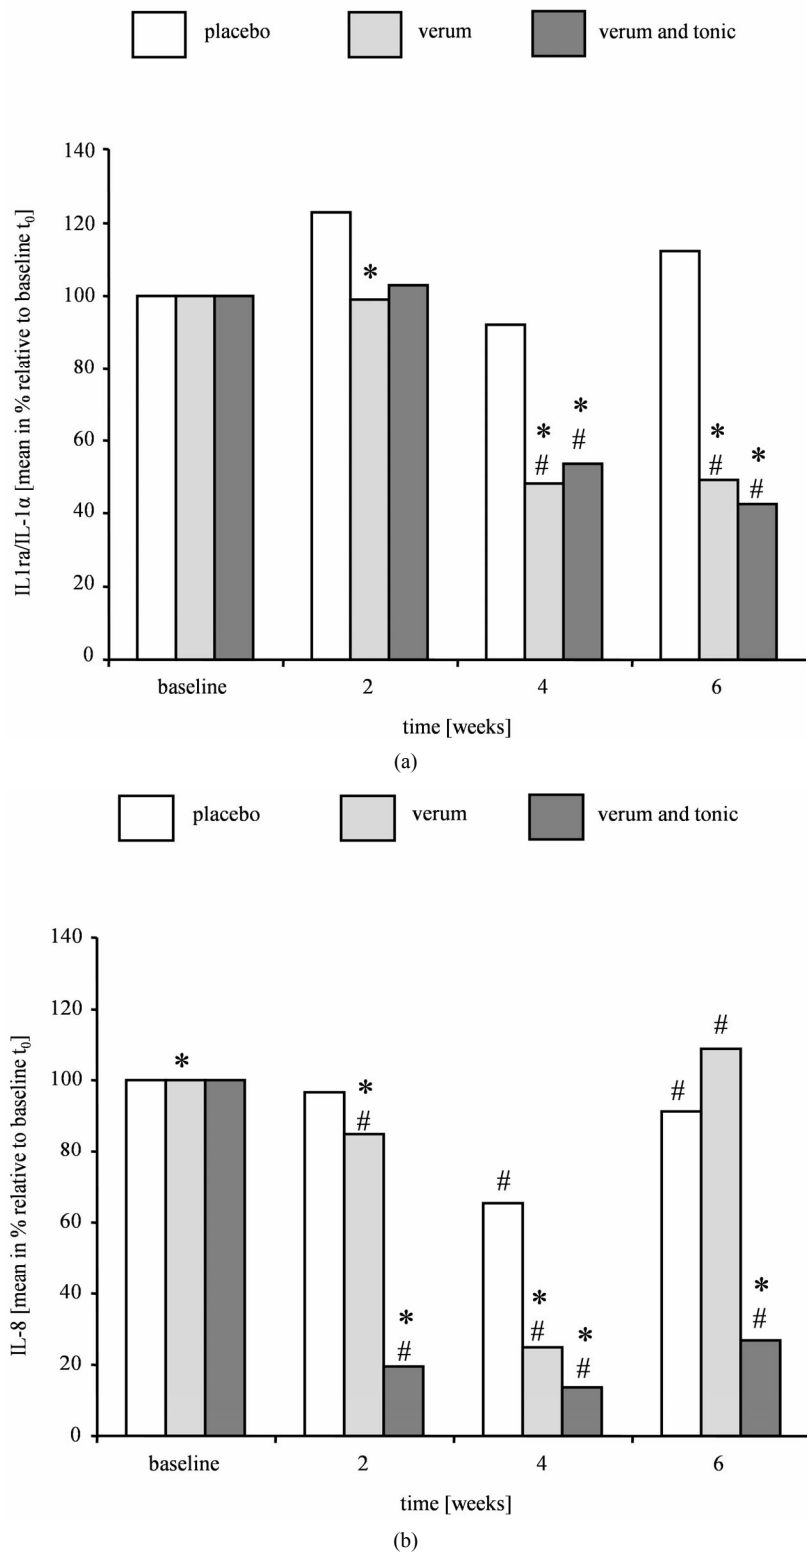 placebo verum verum and tonic
IL1ra/IL-1α [mean in % relative to baseline t0]
140
120
*
100
80
*
* * *
60
# *
# # #
40
20
0
baseline 2 4 6
time [weeks]
(a)
placebo verum verum and tonic
IL-8 [mean in % relative to baseline t0]
140
120
#
100
* * #
#
80
#
60
40
* *
* * #
20
# # #
0
baseline 2 4 6
time [weeks]
(b)